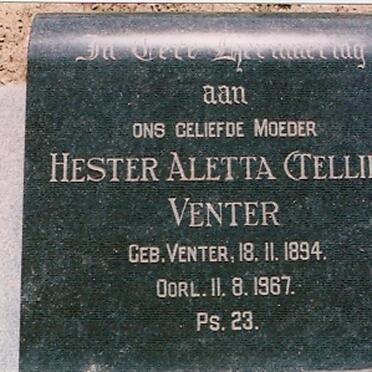 In Teere Herinnering
aan
ONS GELIEFDE MOEDER
HESTER ALETTA (TELLIE
VENTER
GEB. VENTER, 18. 11. 1894.
OORL. 11. 8. 1967.
PS. 23.